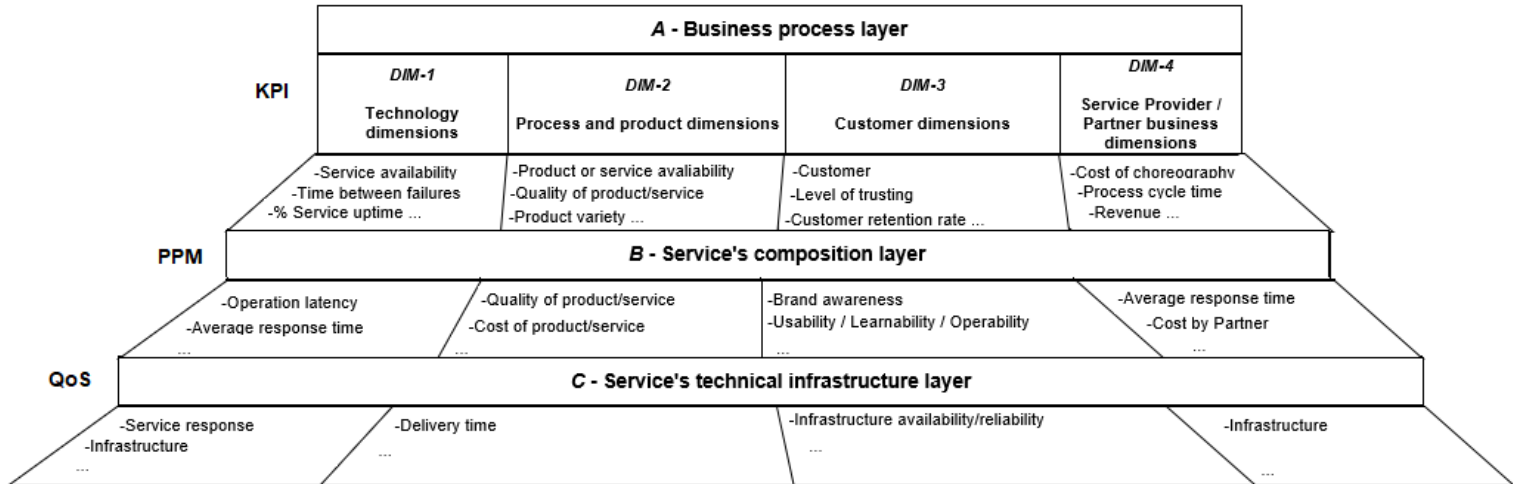 A - Business process layer
KPI
DIM-1
Technology
dimensions
DIM-2
Process and product dimensions
DIM-3
Customer dimensions
DIM-4
Service Provider /
Partner business
dimensions
-Service availability
-Time between failures
-% Service uptime ...
-Product or service avaliability
-Quality of product/service
-Product variety ...
-Customer
-Level of trusting
-Customer retention rate ...
-Cost of choreography
-Process cycle time
-Revenue ...
PPM
B - Service's composition layer
-Operation latency
-Average response time
...
-Quality of product/service
-Cost of product/service
...
-Brand awareness
-Usability / Learnability / Operability
...
-Average response time
-Cost by Partner
...
QoS
C - Service's technical infrastructure layer
-Service response
-Infrastructure
...
-Delivery time
...
-Infrastructure availability/reliability
...
-Infrastructure
...